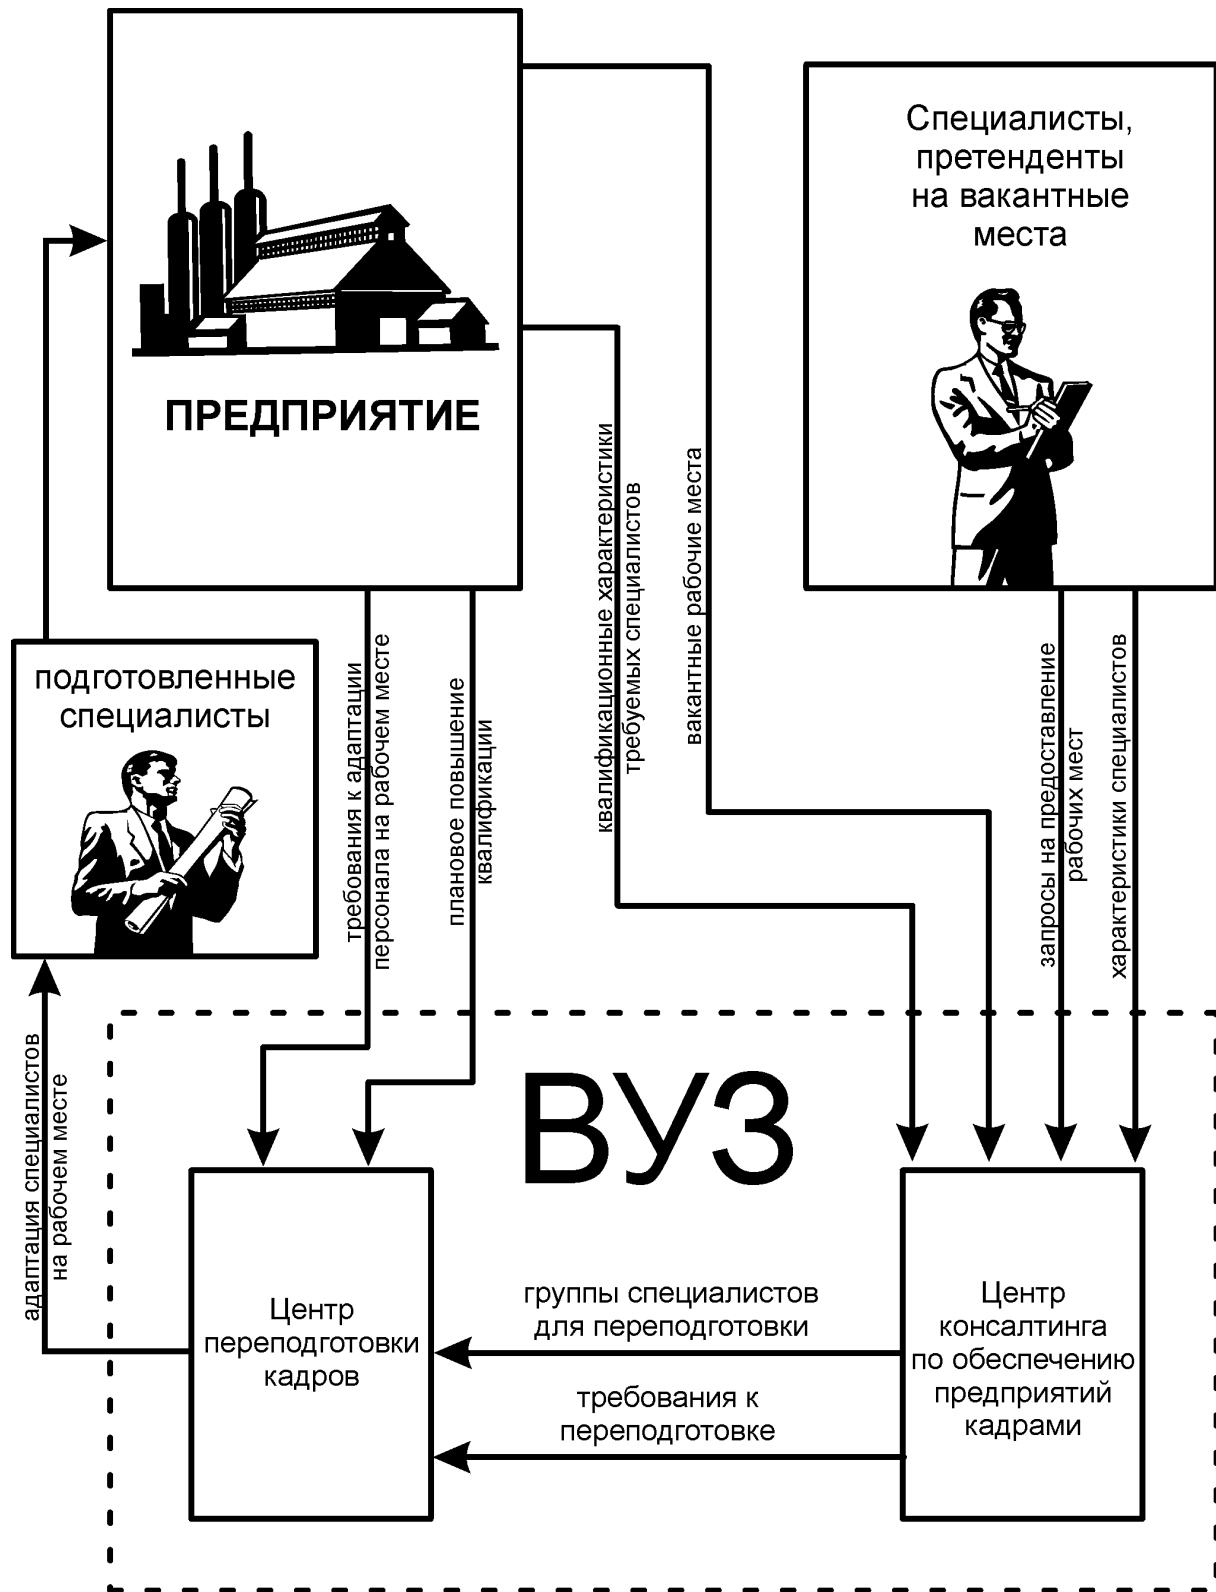 Специалисты,
претенденты
на вакантные
места
ПРЕДПРИЯТИЕ
квалификационные характеристики
требуемых специалистов
вакантные рабочие места
подготовленные
специалисты
требования к адаптации
персонала на рабочем месте
плановое повышение
квалификации
запросы на предоставление
рабочих мест
характеристики специалистов
адаптация специалистов
на рабочем месте
ВУЗ
Центр
переподготовки
кадров
группы специалистов
для переподготовки
требования к
переподготовке
Центр
консалтинга
по обеспечению
предприятий
кадрами